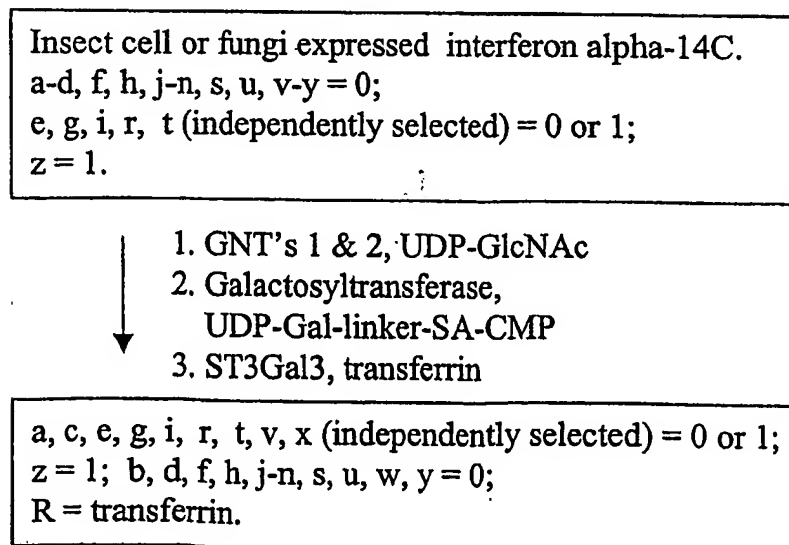 Insect cell or fungi expressed interferon alpha-14C.
a-d, f, h, j-n, s, u, v-y = 0;
e, g, i, r, t (independently selected) = 0 or 1;
z = 1.
1. GNT's 1 & 2, UDP-GlcNAc
2. Galactosyltransferase,
UDP-Gal-linker-SA-CMP
3. ST3Gal3, transferrin
a, c, e, g, i, r, t, v, x (independently selected) = 0 or 1;
z = 1; b, d, f, h, j-n, s, u, w, y = 0;
R = transferrin.